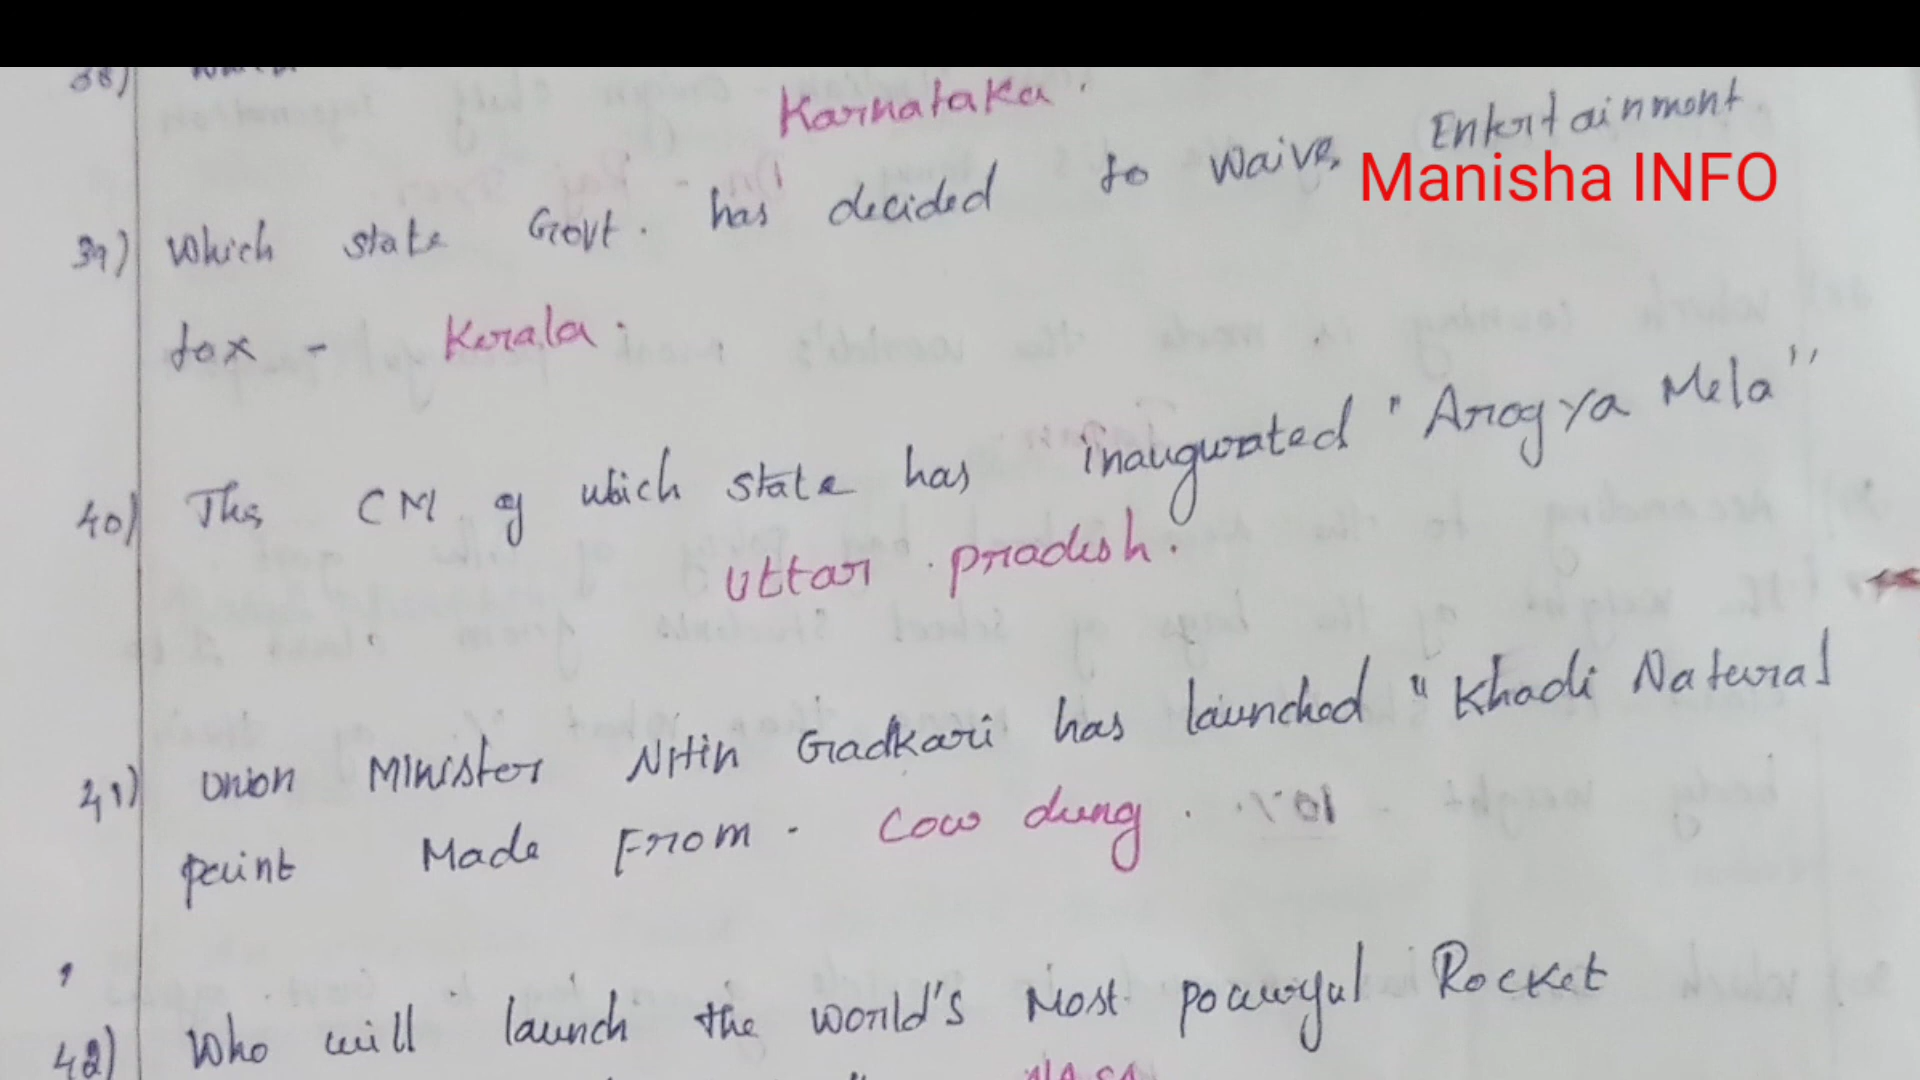 38)
Karnataka.
Manisha INFO
39) Which state Govt. has decided to waive Entertainment
tax - Kerala.
40) The CM of which state has inaugurated "Arogya Mela"
Uttar pradesh.
41) Union Minister Nitin Gadkari has launched "Khadi Natural
paint Made From - Cow dung.
42) Who will launch the world's Most powerful Rocket
NASA